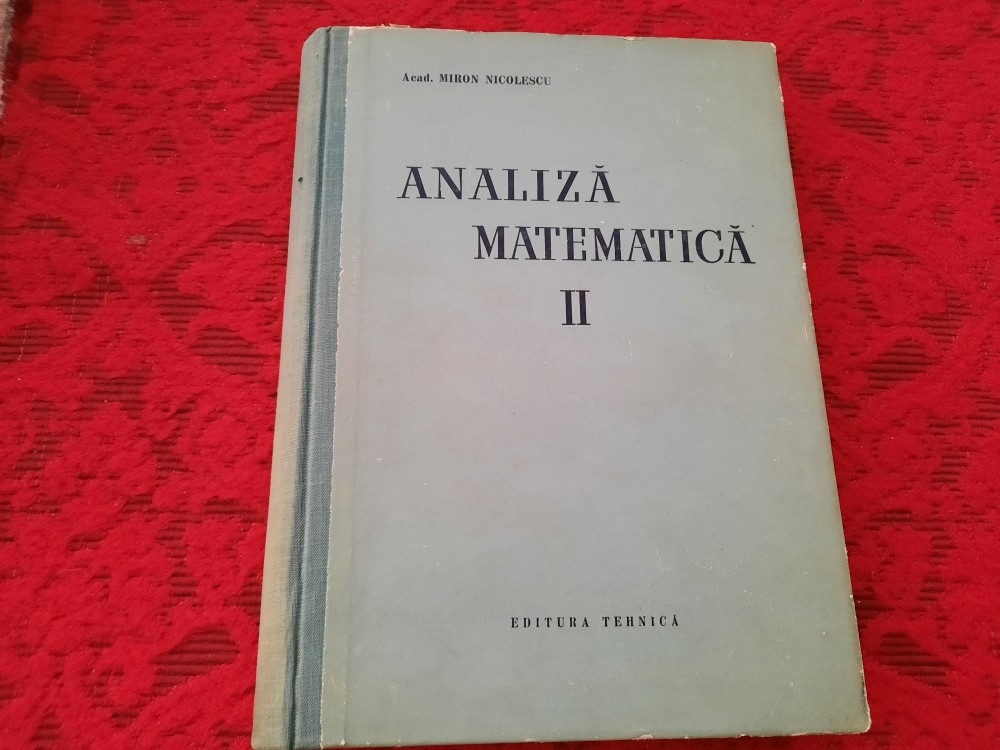 Acad. MIRON NICOLESCU
ANALIZĂ
MATEMATICĂ
II
EDITURA TEHNICĂ